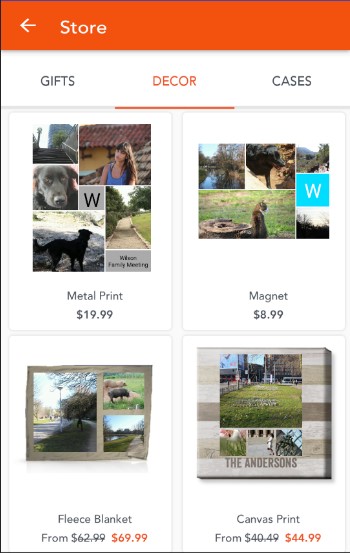 Store
GIFTS
DECOR
CASES
W
Wilson
Family Meeting
W
Metal Print
$19.99
Magnet
$8.99
THE ANDERSONS
Fleece Blanket
From $62.99 $69.99
Canvas Print
From $40.49 $44.99